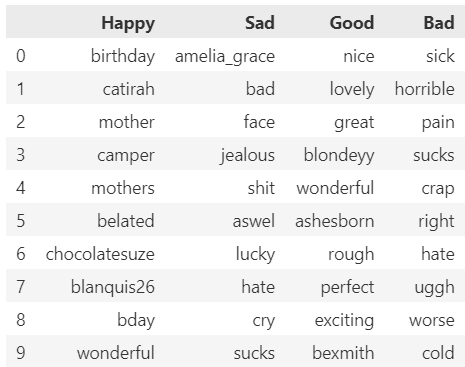 Happy Sad Good Bad
0 birthday amelia_grace nice sick
1 catirah bad lovely horrible
2 mother face great pain
3 camper jealous blondeyy sucks
4 mothers shit wonderful crap
5 belated aswel ashesborn right
6 chocolatesuze lucky rough hate
7 blanquis26 hate perfect uggh
8 bday cry exciting worse
9 wonderful sucks bexmith cold